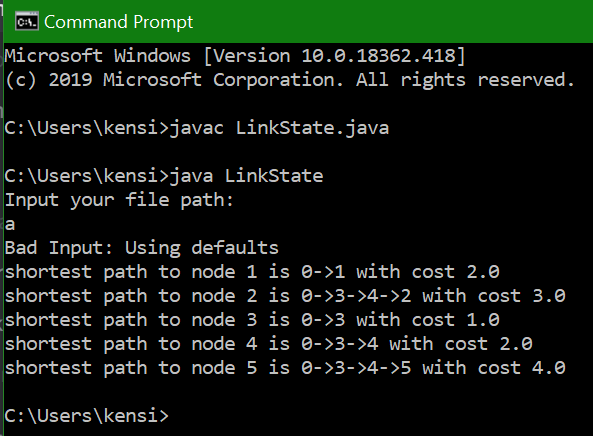 Command Prompt
Microsoft Windows [Version 10.0.18362.418]
(c) 2019 Microsoft Corporation. All rights reserved.
C:\Users\kensi>javac LinkState.java
C:\Users\kensi>java LinkState
Input your file path:
a
Bad Input: Using defaults
shortest path to node 1 is 0->1 with cost 2.0
shortest path to node 2 is 0->3->4->2 with cost 3.0
shortest path to node 3 is 0->3 with cost 1.0
shortest path to node 4 is 0->3->4 with cost 2.0
shortest path to node 5 is 0->3->4->5 with cost 4.0
C:\Users\kensi>